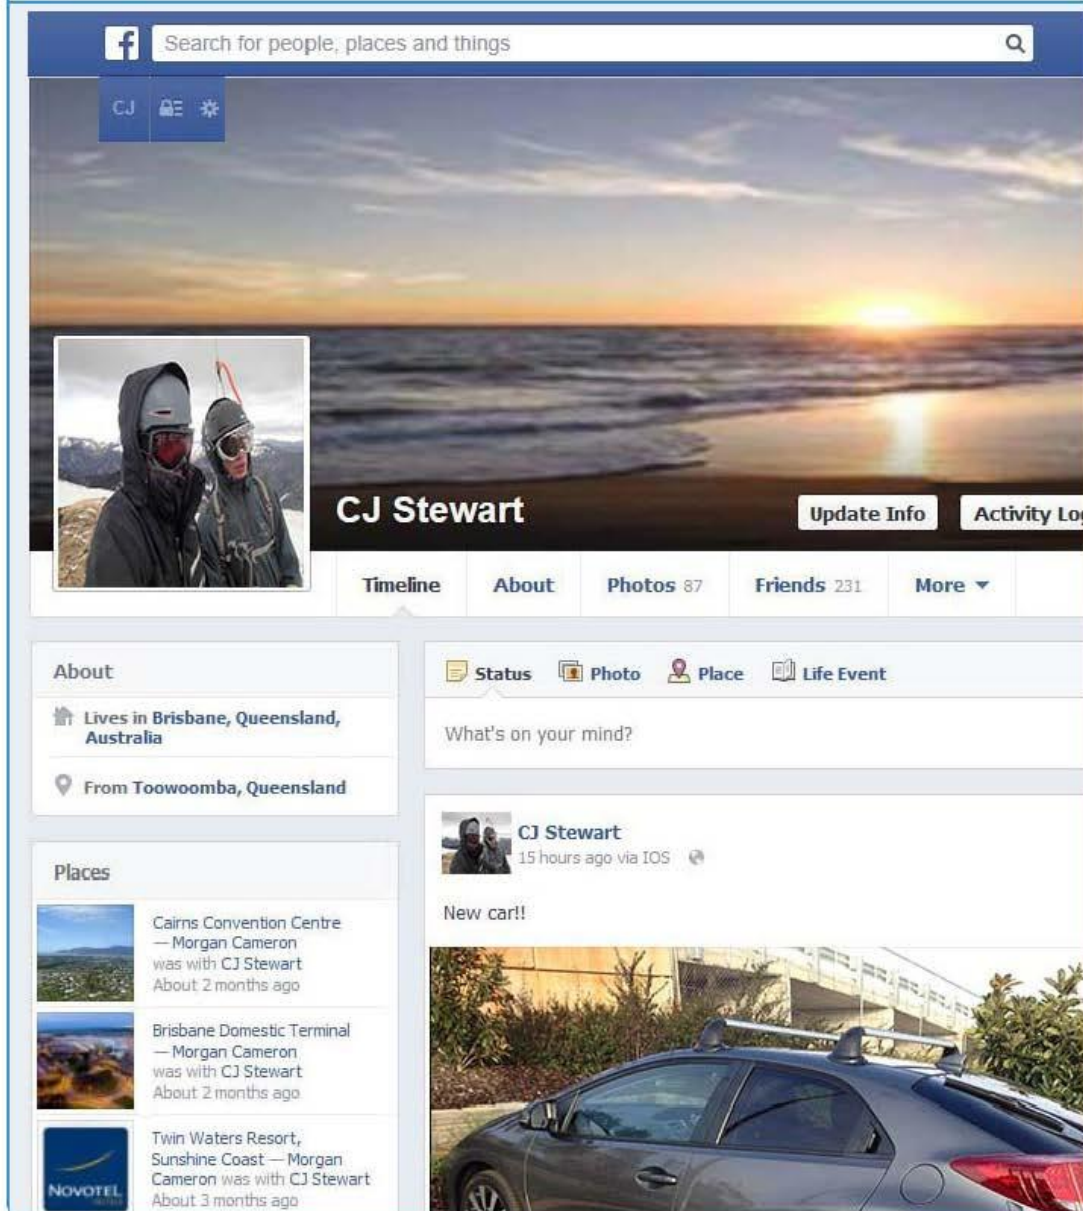 f
Search for people, places and things
CJ
CJ Stewart
Update Info
Activity Log
Timeline
About
Photos 87
Friends 231
More
About
Lives in Brisbane, Queensland,
Australia
From Toowoomba, Queensland
Places
Cairns Convention Centre
— Morgan Cameron
was with CJ Stewart
About 2 months ago
Brisbane Domestic Terminal
— Morgan Cameron
was with CJ Stewart
About 2 months ago
NOVOTEL
Twin Waters Resort,
Sunshine Coast — Morgan
Cameron was with CJ Stewart
About 3 months ago
Status
Photo
Place
Life Event
What's on your mind?
CJ Stewart
15 hours ago via IOS
New car!!